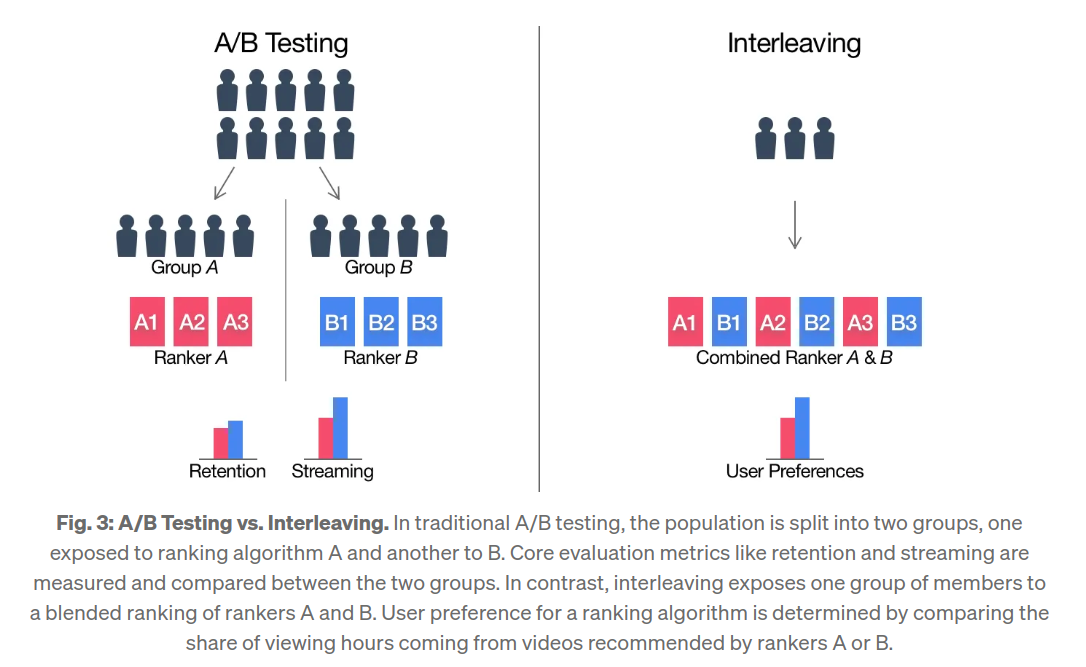 A/B Testing
Interleaving
Group A
Group B
A1 A2 A3
B1 B2 B3
Ranker A
Ranker B
A1 B1 A2 B2 A3 B3
Combined Ranker A & B
Retention
Streaming
User Preferences
Fig. 3: A/B Testing vs. Interleaving. In traditional A/B testing, the population is split into two groups, one
exposed to ranking algorithm A and another to B. Core evaluation metrics like retention and streaming are
measured and compared between the two groups. In contrast, interleaving exposes one group of members to
a blended ranking of rankers A and B. User preference for a ranking algorithm is determined by comparing the
share of viewing hours coming from videos recommended by rankers A or B.